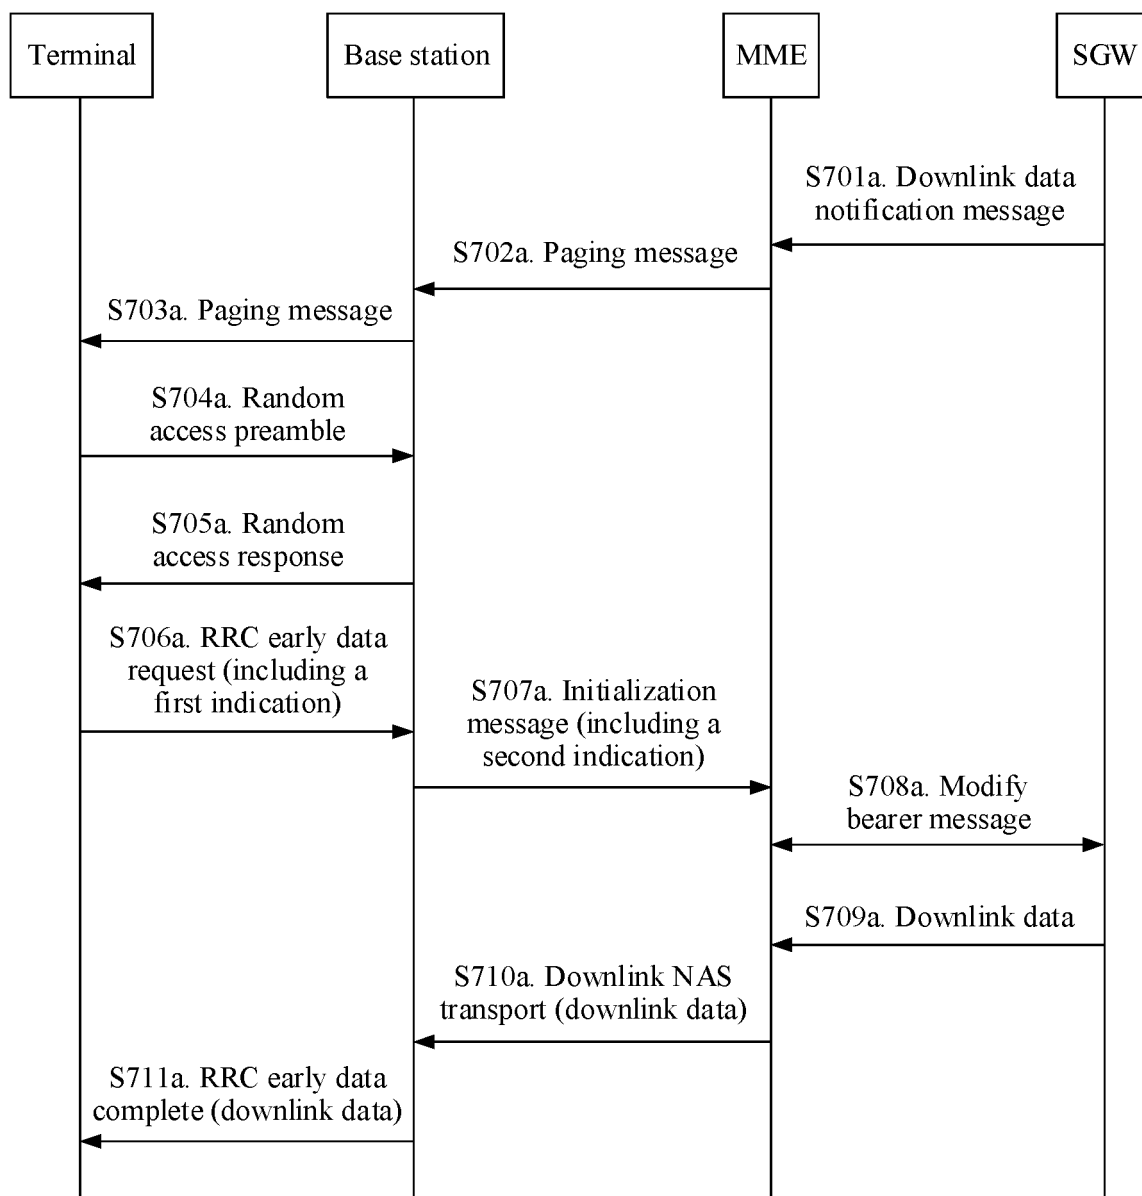 Terminal
Base station
MME
SGW
S701a. Downlink data
notification message
S702a. Paging message
S703a. Paging message
S704a. Random
access preamble
S705a. Random
access response
S706a. RRC early data
request (including a
first indication)
S707a. Initialization
message (including a
second indication)
S708a. Modify
bearer message
S709a. Downlink data
S710a. Downlink NAS
transport (downlink data)
S711a. RRC early data
complete (downlink data)